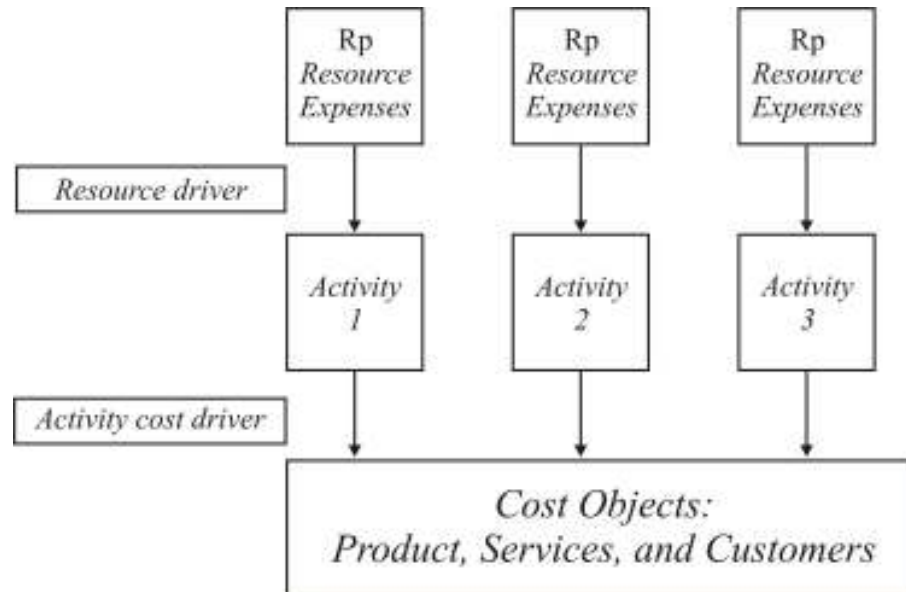 Rp
Resource
Expenses
Rp
Resource
Expenses
Rp
Resource
Expenses
Resource driver
Activity
1
Activity
2
Activity
3
Activity cost driver
Cost Objects:
Product, Services, and Customers